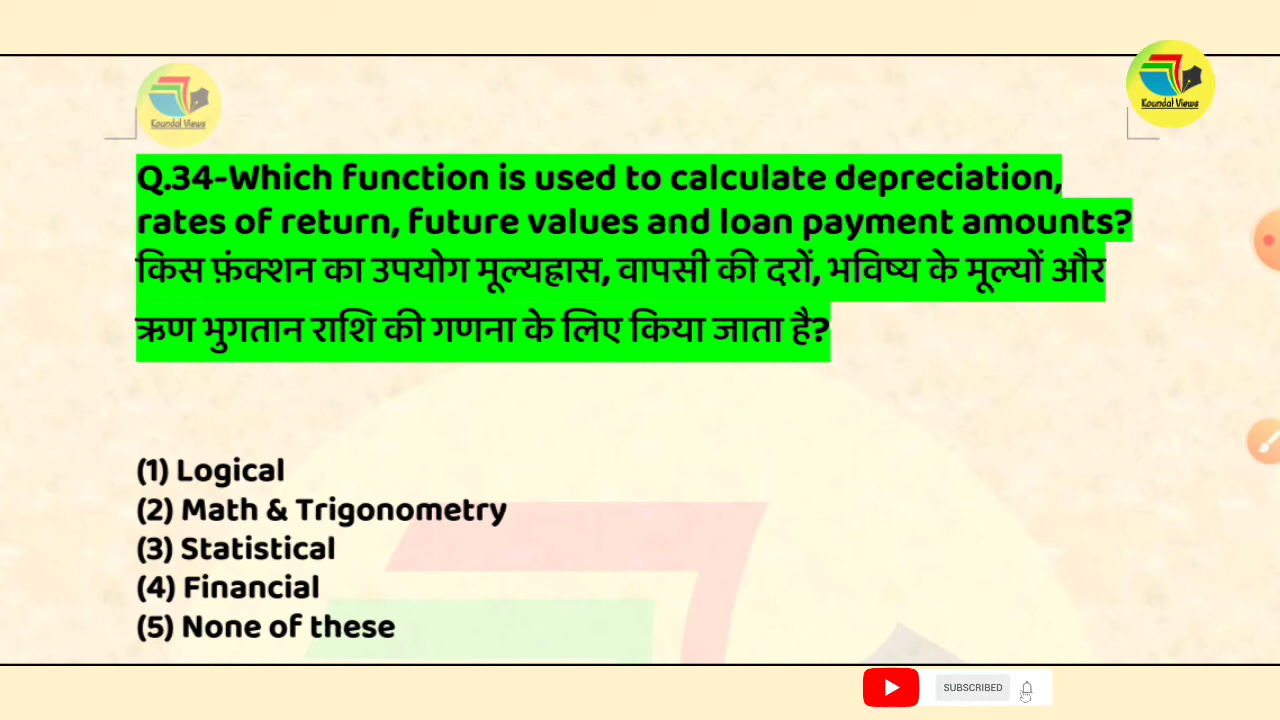 Koundal Views
Koundal Views
Q.34-Which function is used to calculate depreciation,
rates of return, future values and loan payment amounts?
किस फ़ंक्शन का उपयोग मूल्यह्रास, वापसी की दरों, भविष्य के मूल्यों और
ऋण भुगतान राशि की गणना के लिए किया जाता है?
(1) Logical
(2) Math & Trigonometry
(3) Statistical
(4) Financial
(5) None of these
SUBSCRIBED